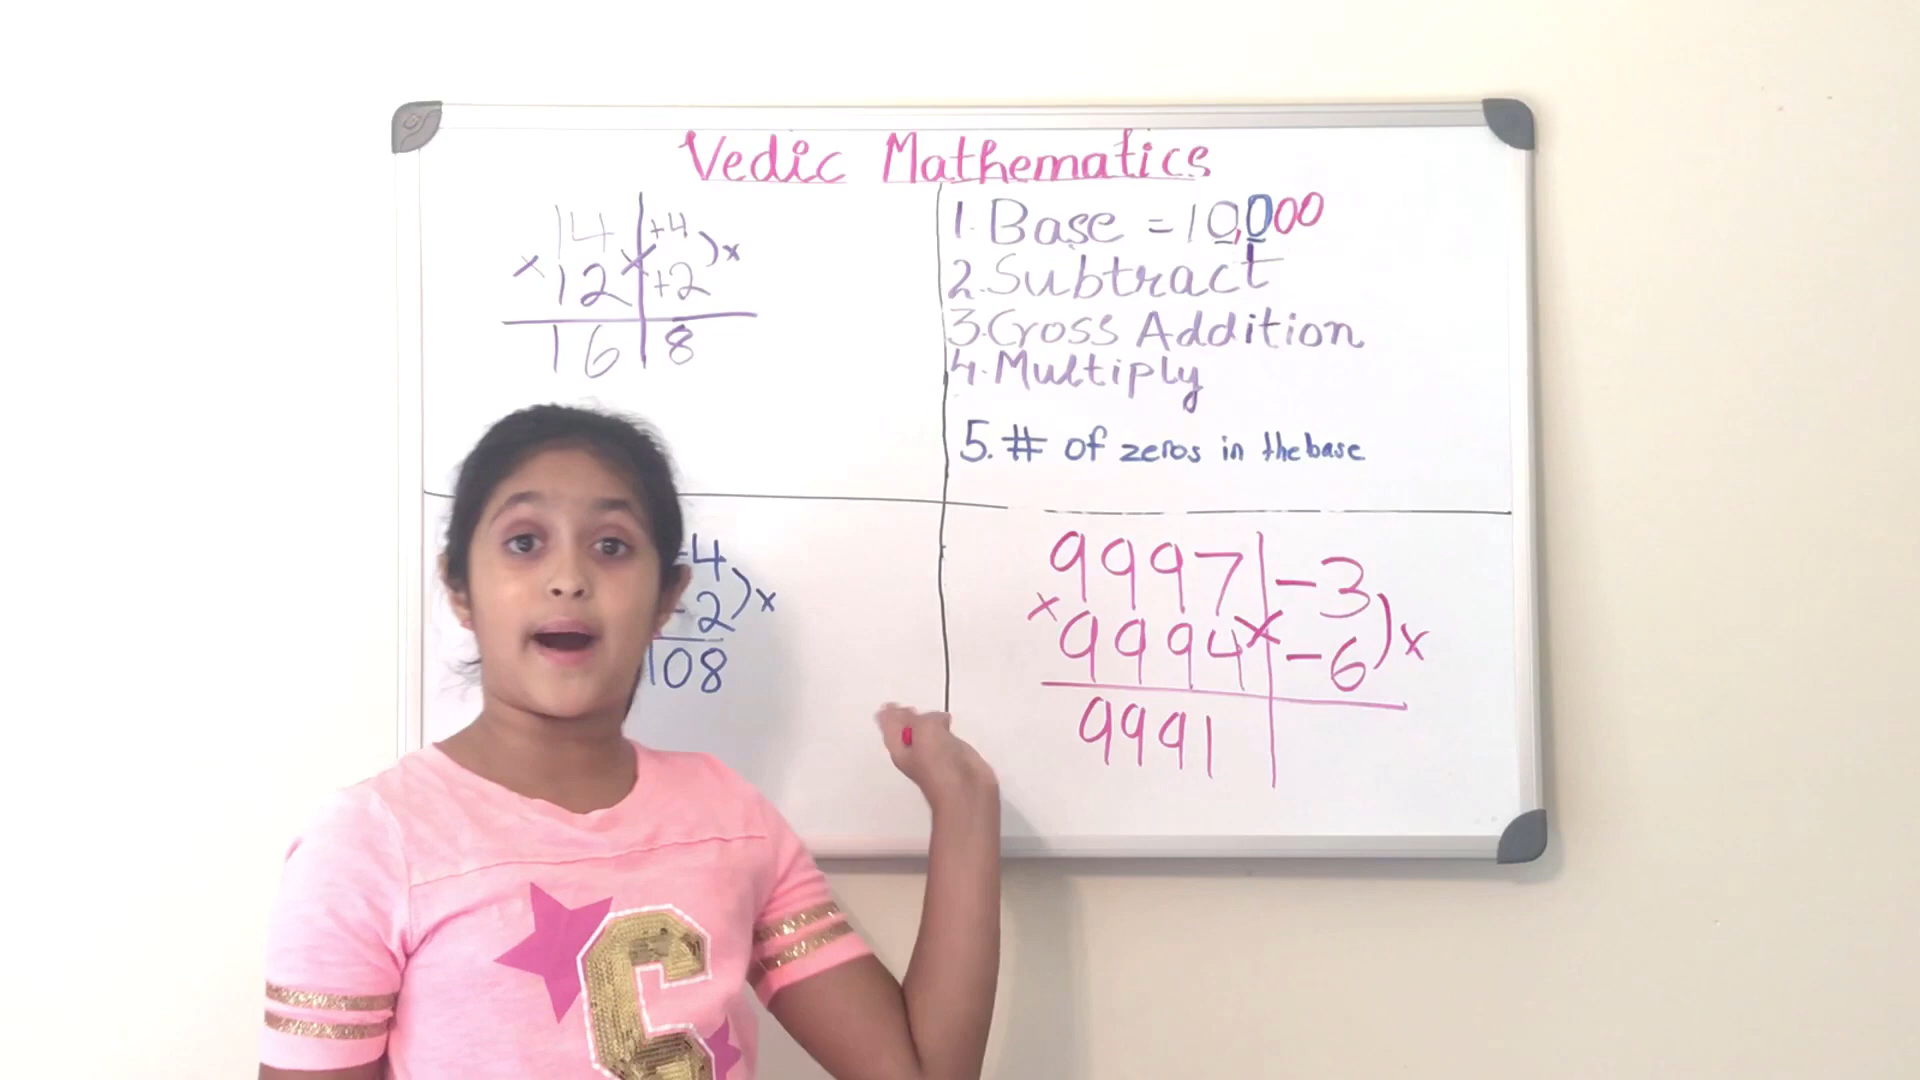 Vedic Mathematics
14 | +4
× 12 × +2 ) ×
16 | 8
1. Base = 10,000
2. Subtract
3. Cross Addition
4. Multiply
5. # of zeros in the base
-4
-2 ) ×
108
9997 | -3
× 9994 × -6 ) ×
9991